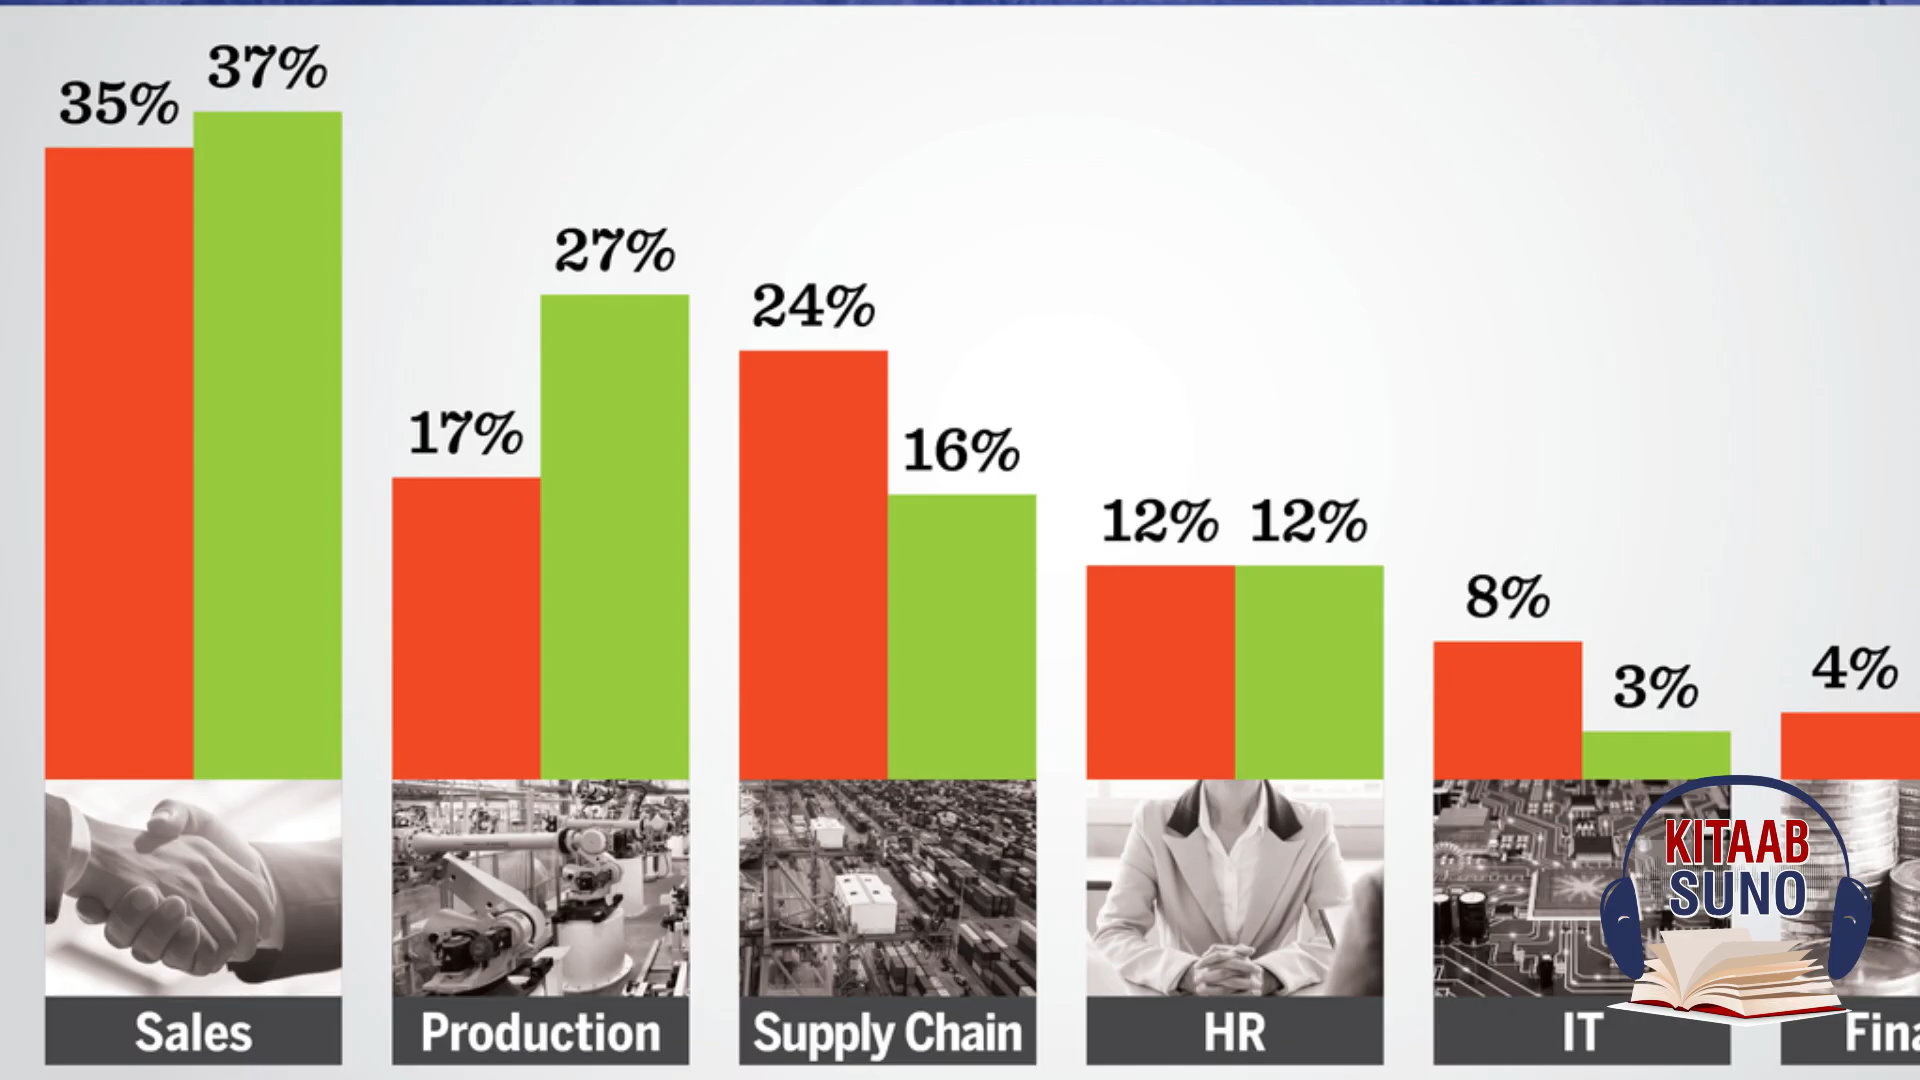 35% 37%
17% 27%
24% 16%
12% 12%
8% 3%
4%
Sales
Production
Supply Chain
HR
IT
Fina
KITAAB
SUNO